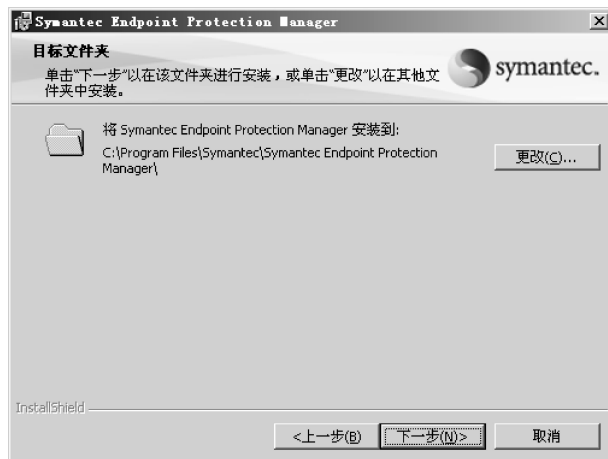 Symantec Endpoint Protection Manager
目标文件夹
单击“下一步”以在该文件夹进行安装，或单击“更改”以在其他文
件夹中安装。
symantec.
将 Symantec Endpoint Protection Manager 安装到:
C:\Program Files\Symantec\Symantec Endpoint Protection
Manager\
更改(C)...
InstallShield
<上一步(B)
下一步(N)>
取消